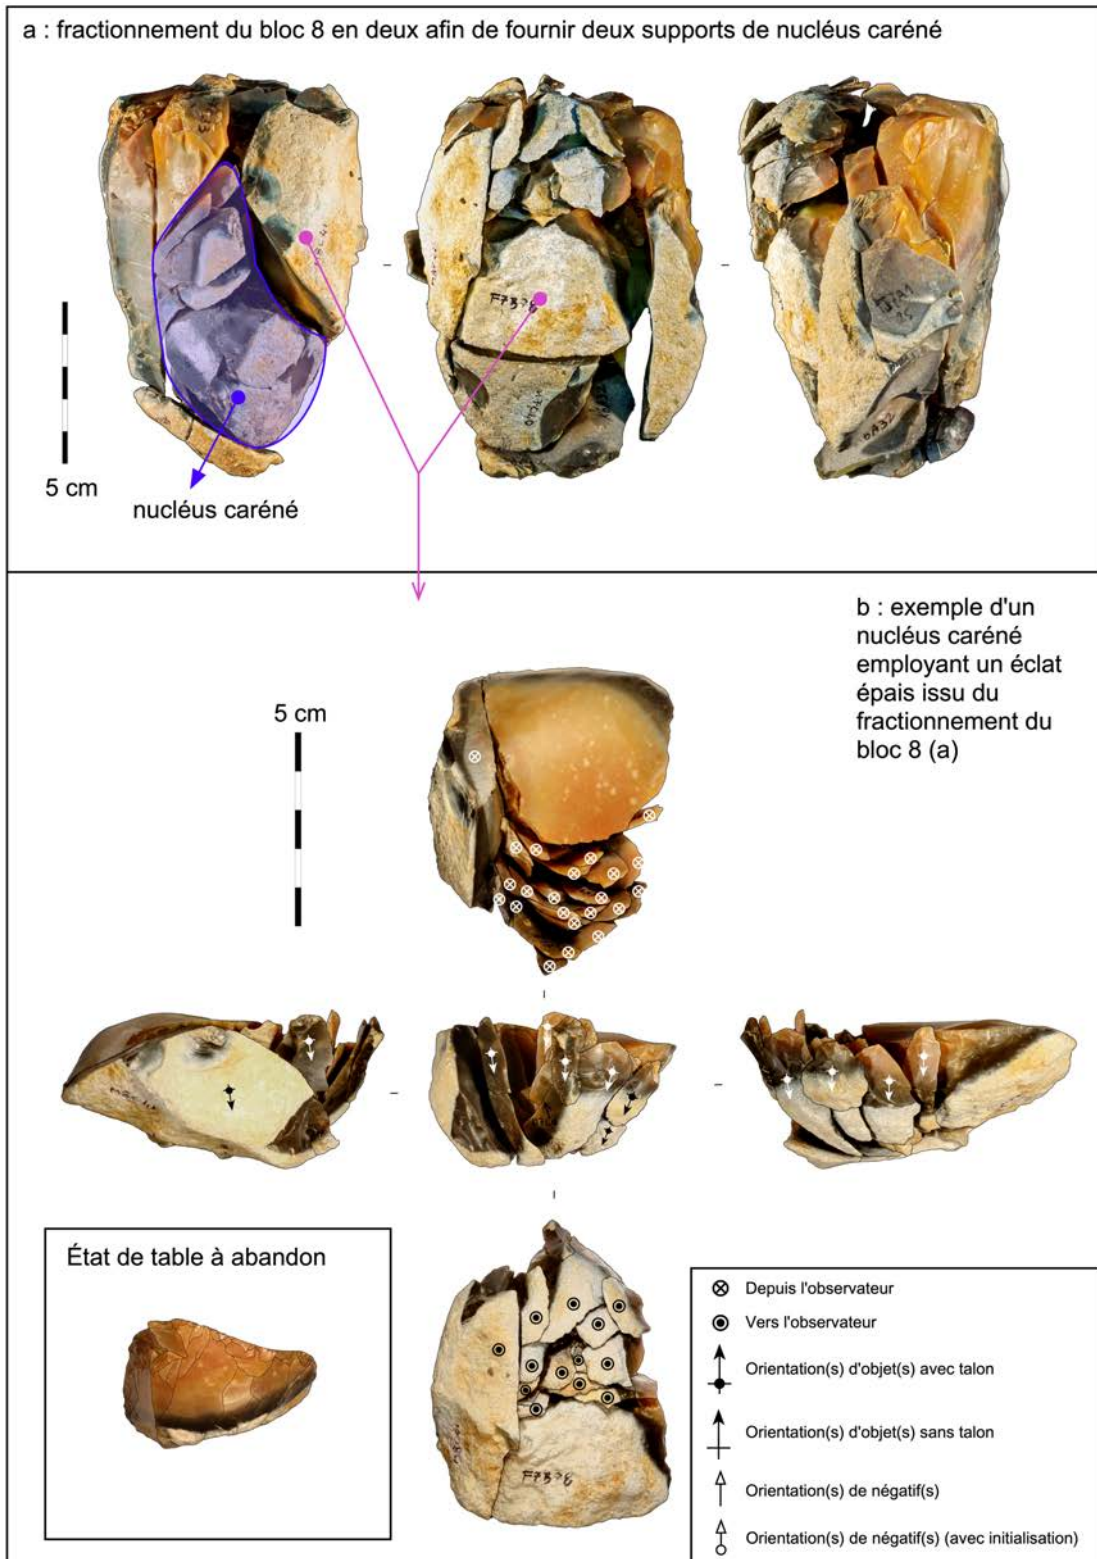 a : fractionnement du bloc 8 en deux afin de fournir deux supports de nucléus caréné
F7B78
5 cm
nucléus caréné
b : exemple d'un
nucléus caréné
employant un éclat
épais issu du
fractionnement du
bloc 8 (a)
5 cm
État de table à abandon
F7B78
Depuis l'observateur
Vers l'observateur
Orientation(s) d'objet(s) avec talon
Orientation(s) d'objet(s) sans talon
Orientation(s) de négatif(s)
Orientation(s) de négatif(s) (avec initialisation)